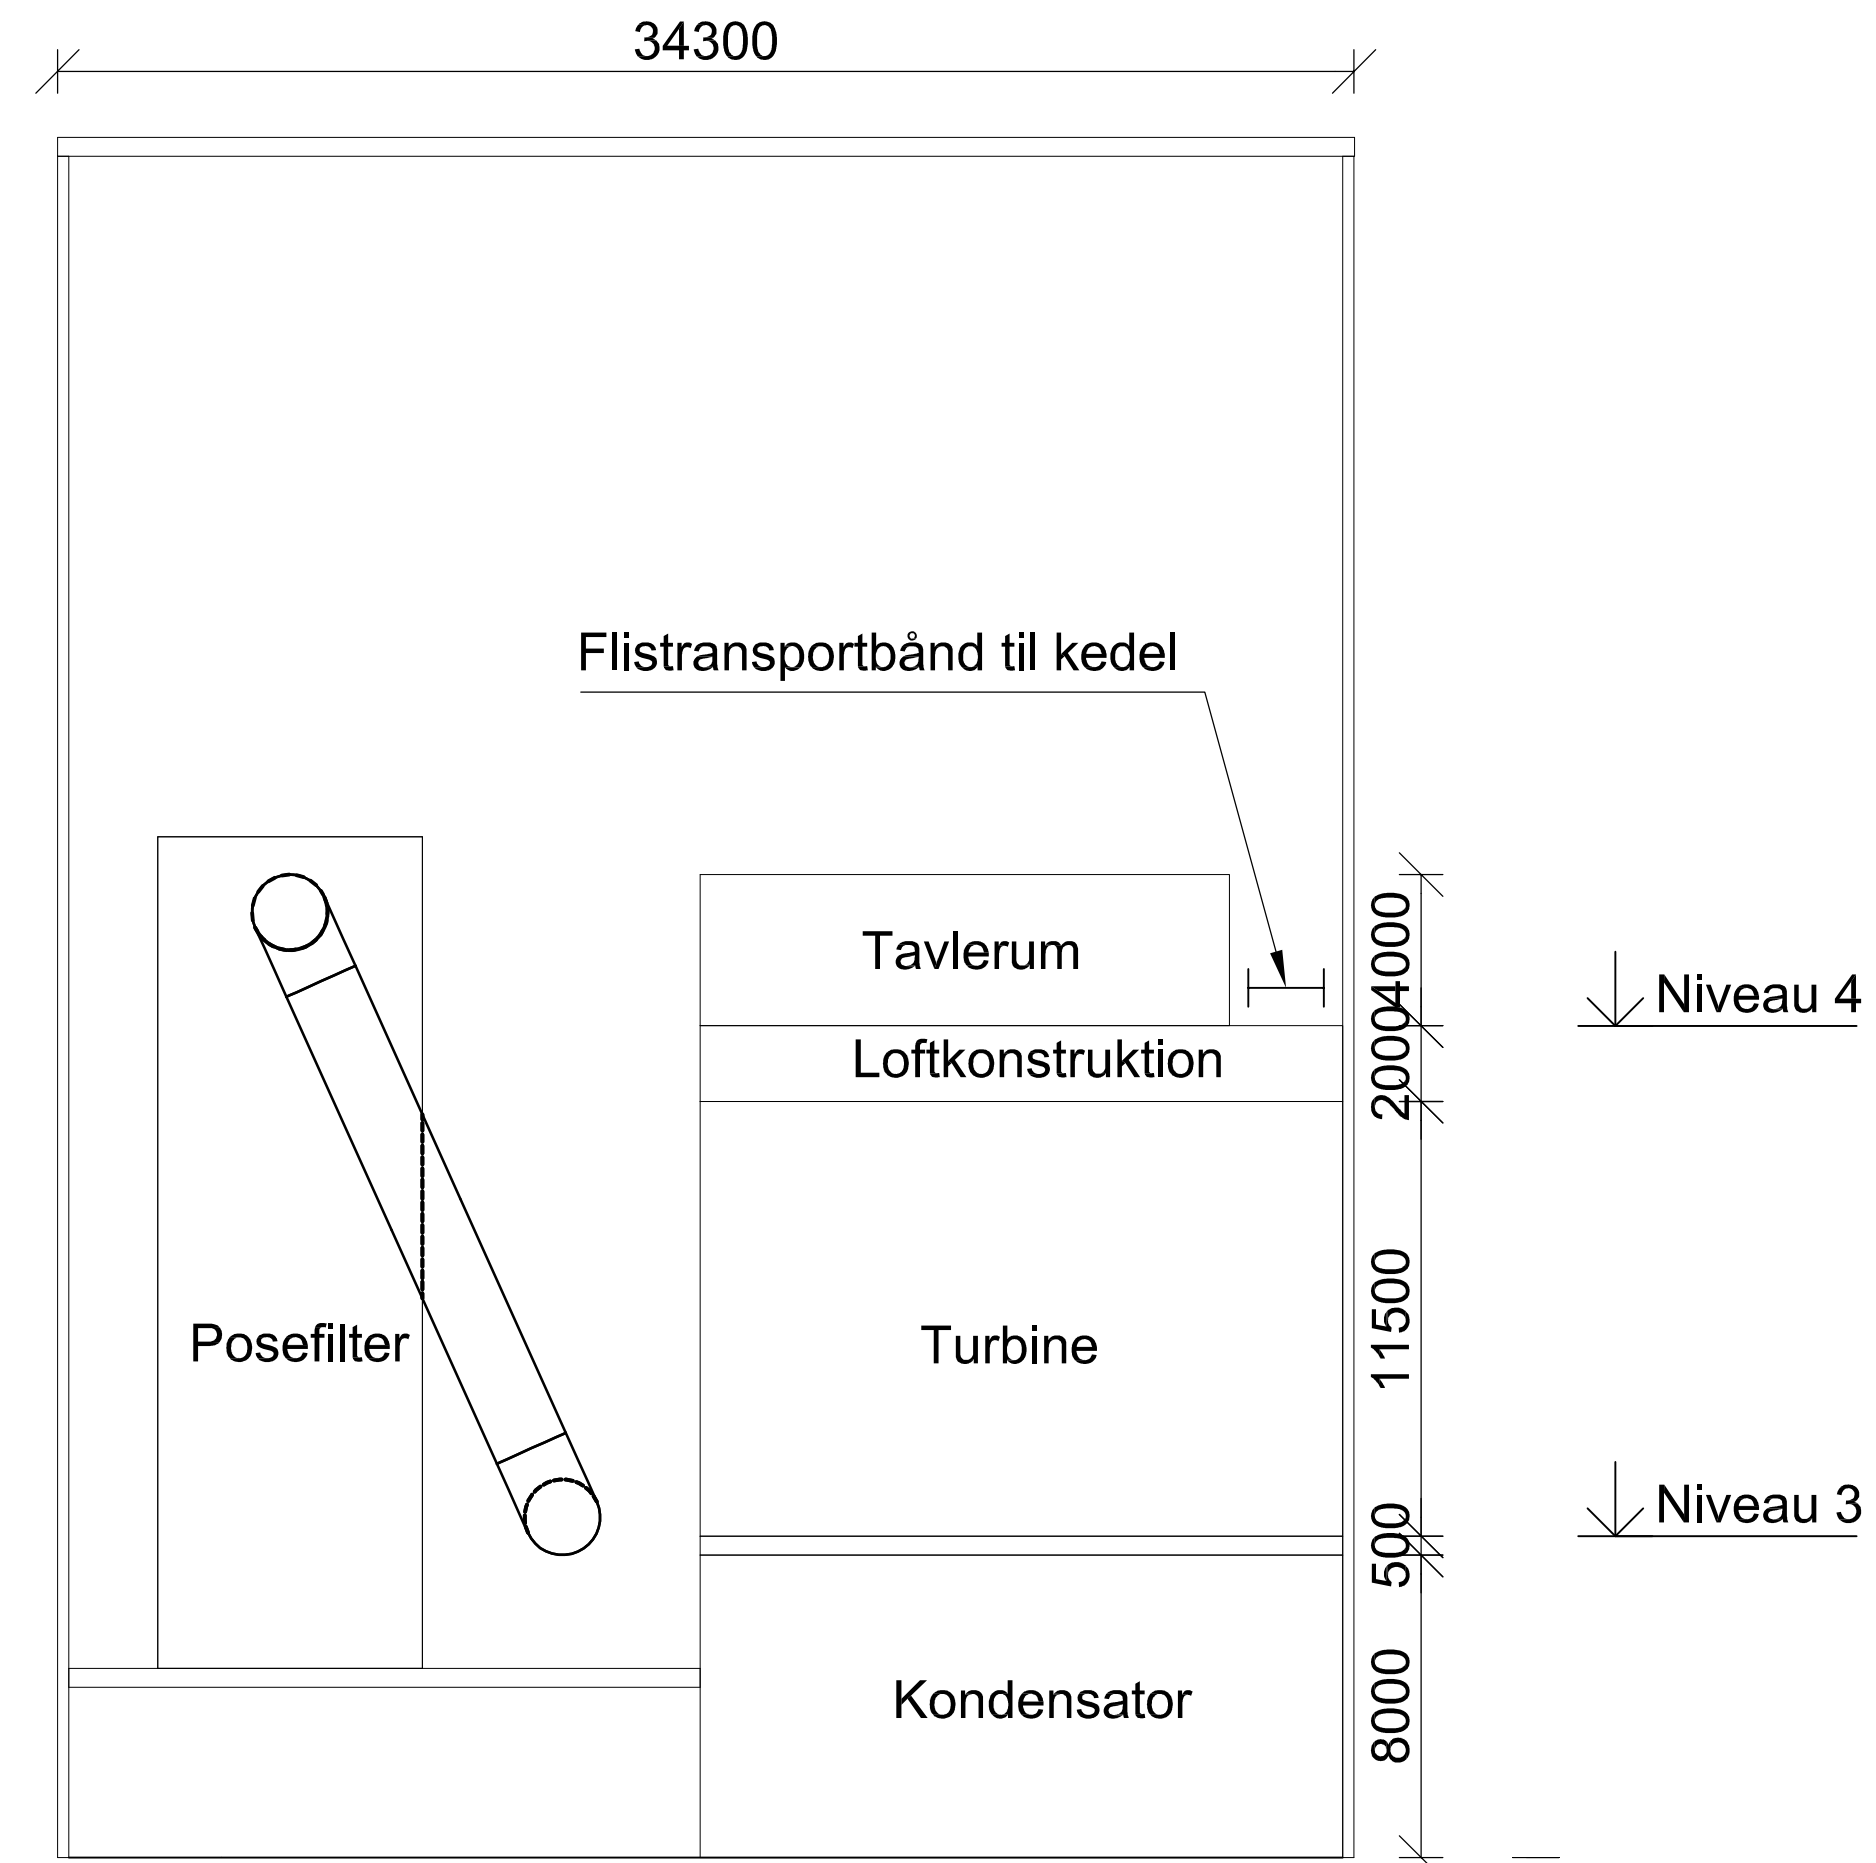 34300
Flistransportbånd til kedel
Tavlerum
4000
Niveau 4
Loftkonstruktion
2000
11500
Posefilter
Turbine
Niveau 3
500
Kondensator
8000